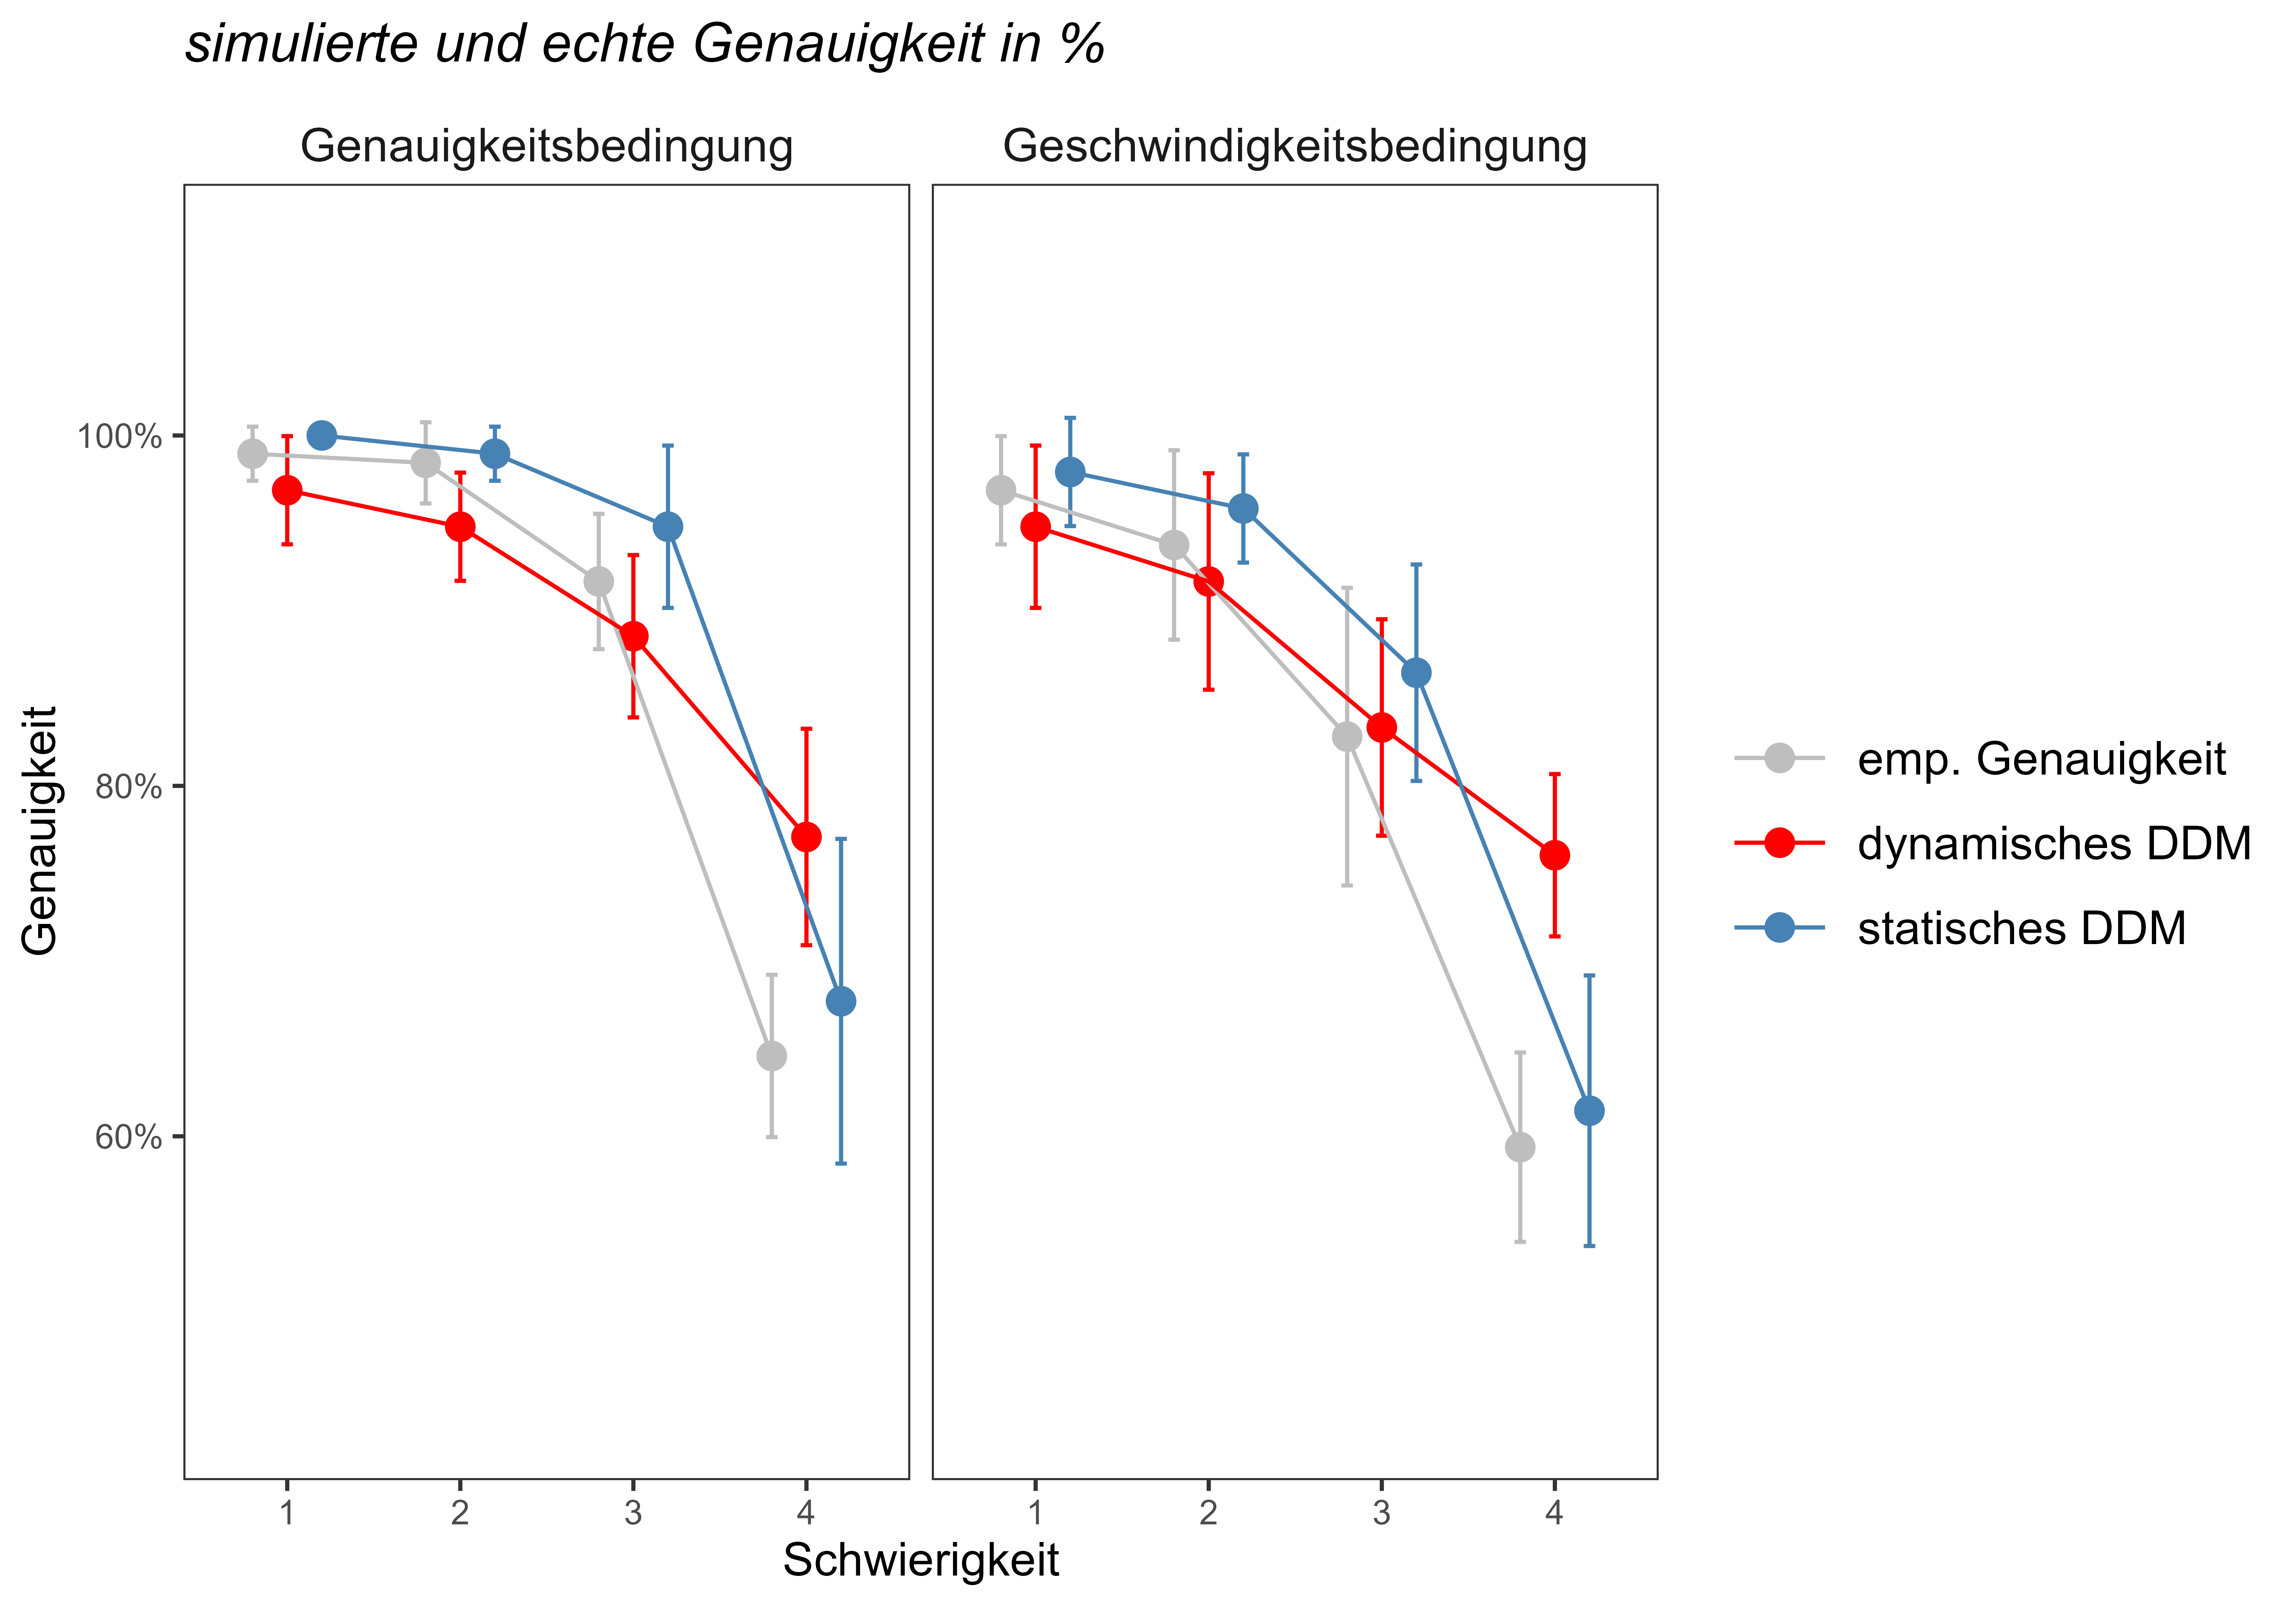 simulierte und echte Genauigkeit in %
Genauigkeitsbedingung
Geschwindigkeitsbedingung
Genauigkeit
100%
80%
60%
1 2 3 4
1 2 3 4
Schwierigkeit
emp. Genauigkeit
dynamisches DDM
statisches DDM